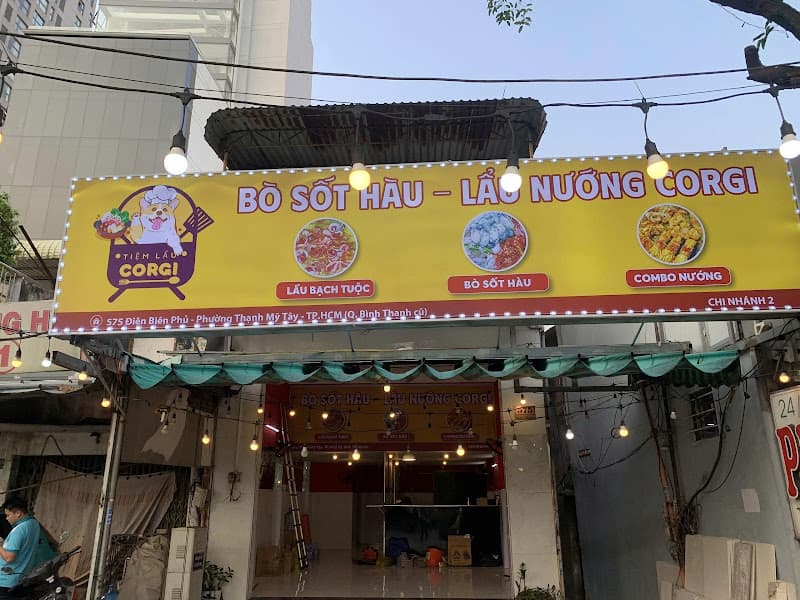 BÒ SỐT HÀU – LẨU NƯỚNG CORGI
TIỆM LẨU
CORGI
LẨU BẠCH TUỘC
BÒ SỐT HÀU
COMBO NƯỚNG
575 Điện Biên Phủ - Phường Thạnh Mỹ Tây - TP.HCM (Q. Bình Thạnh cũ)
CHI NHÁNH 2
BÒ SỐT HÀU – LẨU NƯỚNG CORGI
575
24